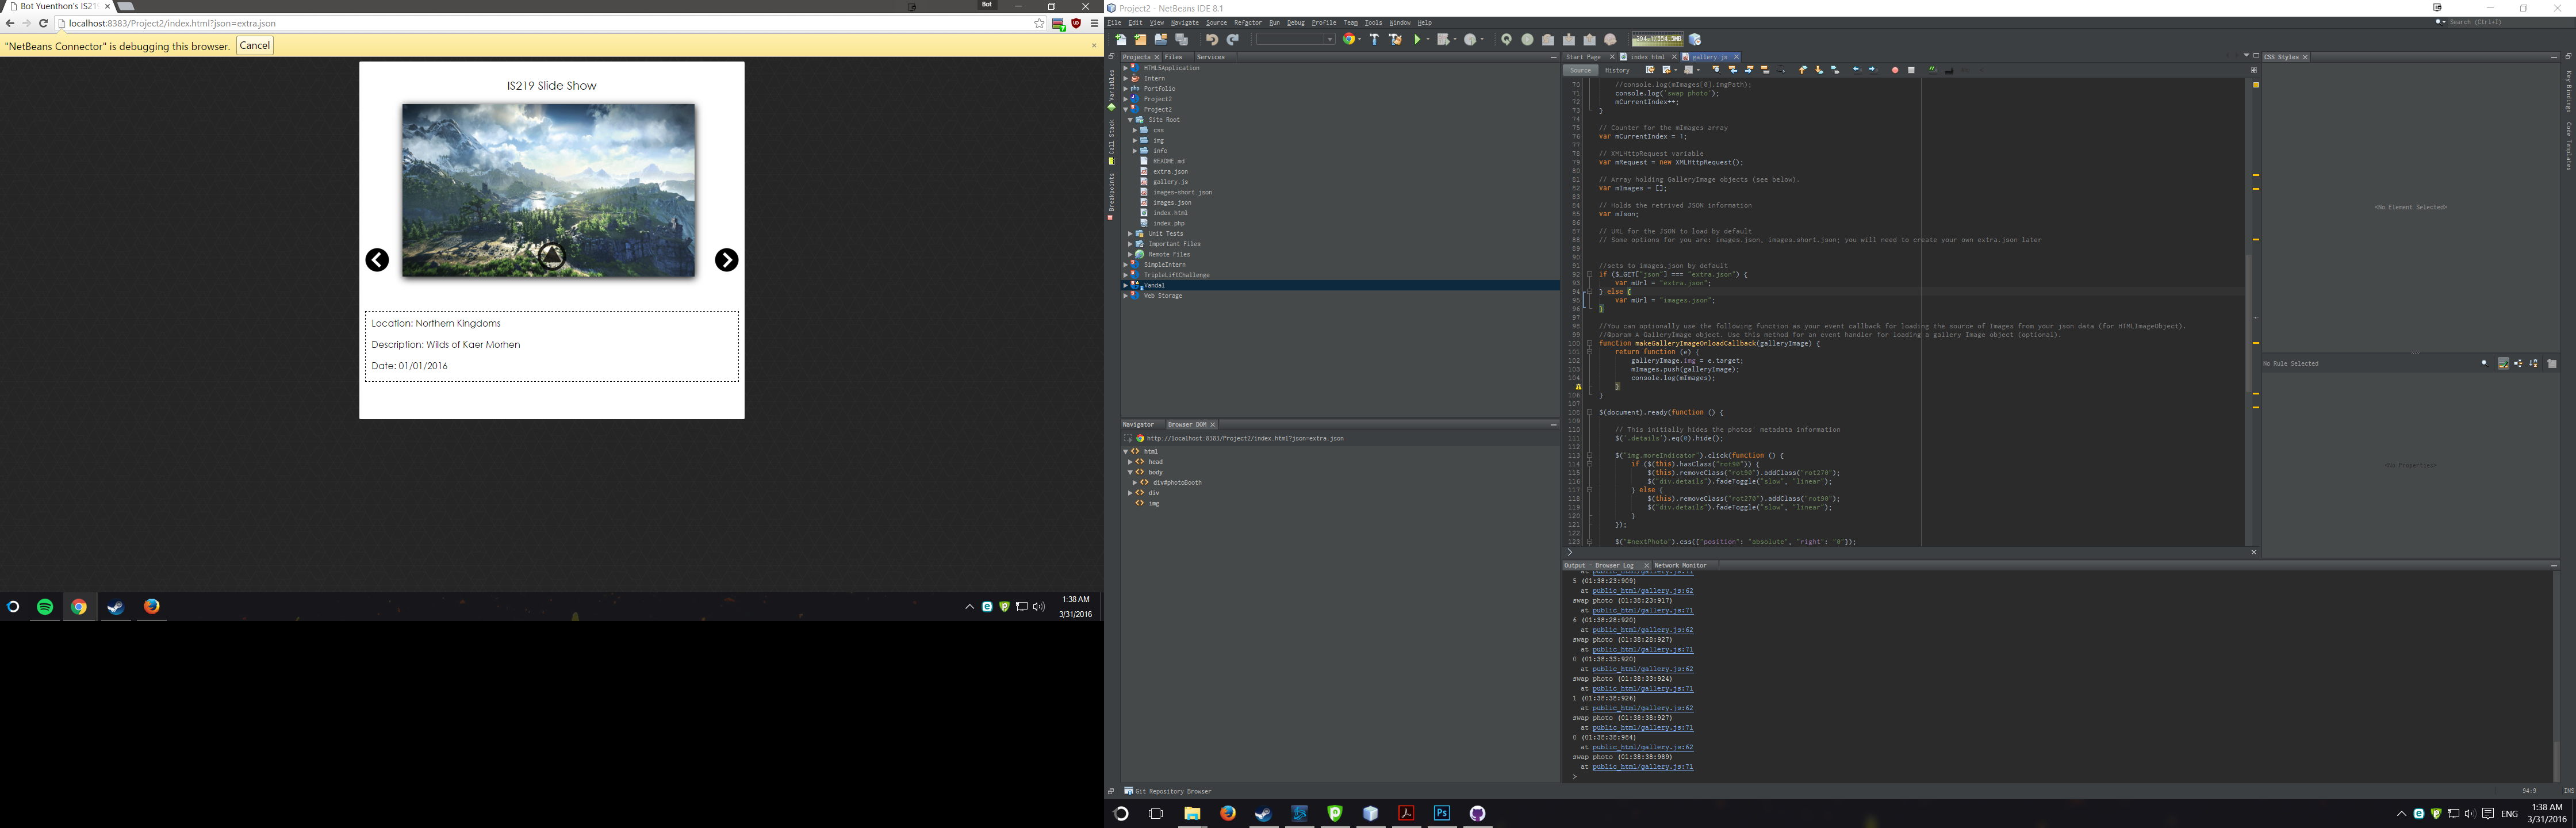 Bot Yuenthon's IS21
Bot
localhost:8383/Project2/index.html?json=extra.json
"NetBeans Connector" is debugging this browser. Cancel
IS219 Slide Show
Location: Northern Kingdoms
Description: Wilds of Kaer Morhen
Date: 01/01/2016
1:38 AM
3/31/2016
Project2 - NetBeans IDE 8.1
File Edit View Navigate Source Refactor Run Debug Profile Team Tools Window Help
Search (Ctrl+I)
Projects Files Services
Variables
Call Stack
Breakpoints
HTML5Application
Intern
Portfolio
Project2
Project2
Site Root
css
img
info
README.md
extra.json
gallery.js
images-short.json
images.json
index.html
index.php
Unit Tests
Important Files
Remote Files
SimpleIntern
TripleLiftChallenge
Vandal
Web Storage
Navigator Browser DOM
http://localhost:8383/Project2/index.html?json=extra.json
html
head
body
div#photoBooth
div
img
Start Page index.html gallery.js
Source History
70 //console.log(mImages[0].imgPath);
71 console.log('swap photo');
72 mCurrentIndex++;
73 }
74
75 // Counter for the mImages array
76 var mCurrentIndex = 1;
77
78 // XMLHttpRequest variable
79 var mRequest = new XMLHttpRequest();
80
81 // Array holding GalleryImage objects (see below).
82 var mImages = [];
83
84 // Holds the retrived JSON information
85 var mJson;
86
87 // URL for the JSON to load by default
88 // Some options for you are: images.json, images.short.json; you will need to create your own extra.json later
89
90
91 //sets to images.json by default
92 if ($_GET["json"] === "extra.json") {
93 var mUrl = "extra.json";
94 } else {
95 var mUrl = "images.json";
96 }
97
98 //You can optionally use the following function as your event callback for loading the source of Images from your json data (for HTMLImageObject).
99 //@param A GalleryImage object. Use this method for an event handler for loading a gallery Image object (optional).
100 function makeGalleryImageOnloadCallback(galleryImage) {
101 return function (e) {
102 galleryImage.img = e.target;
103 mImages.push(galleryImage);
104 console.log(mImages);
}
106 }
107
108 $(document).ready(function () {
109
110 // This initially hides the photos' metadata information
111 $('.details').eq(0).hide();
112
113 $("img.moreIndicator").click(function () {
114 if ($(this).hasClass("rot90")) {
115 $(this).removeClass("rot90").addClass("rot270");
116 $("div.details").fadeToggle("slow", "linear");
117 } else {
118 $(this).removeClass("rot270").addClass("rot90");
119 $("div.details").fadeToggle("slow", "linear");
120 }
121 });
122
123 $("#nextPhoto").css({"position": "absolute", "right": "0"});
Output - Browser Log Network Monitor
at public_html/gallery.js:71
5 (01:38:23:909)
at public_html/gallery.js:62
swap photo (01:38:23:917)
at public_html/gallery.js:71
6 (01:38:28:920)
at public_html/gallery.js:62
swap photo (01:38:28:927)
at public_html/gallery.js:71
0 (01:38:33:920)
at public_html/gallery.js:62
swap photo (01:38:33:924)
at public_html/gallery.js:71
1 (01:38:38:926)
at public_html/gallery.js:62
swap photo (01:38:38:927)
at public_html/gallery.js:71
0 (01:38:38:984)
at public_html/gallery.js:62
swap photo (01:38:38:989)
at public_html/gallery.js:71
>
CSS Styles
<No Element Selected>
No Rule Selected
<No Properties>
Key Bindings
Code Templates
Git Repository Browser
94:9 INS
ENG
1:38 AM
3/31/2016